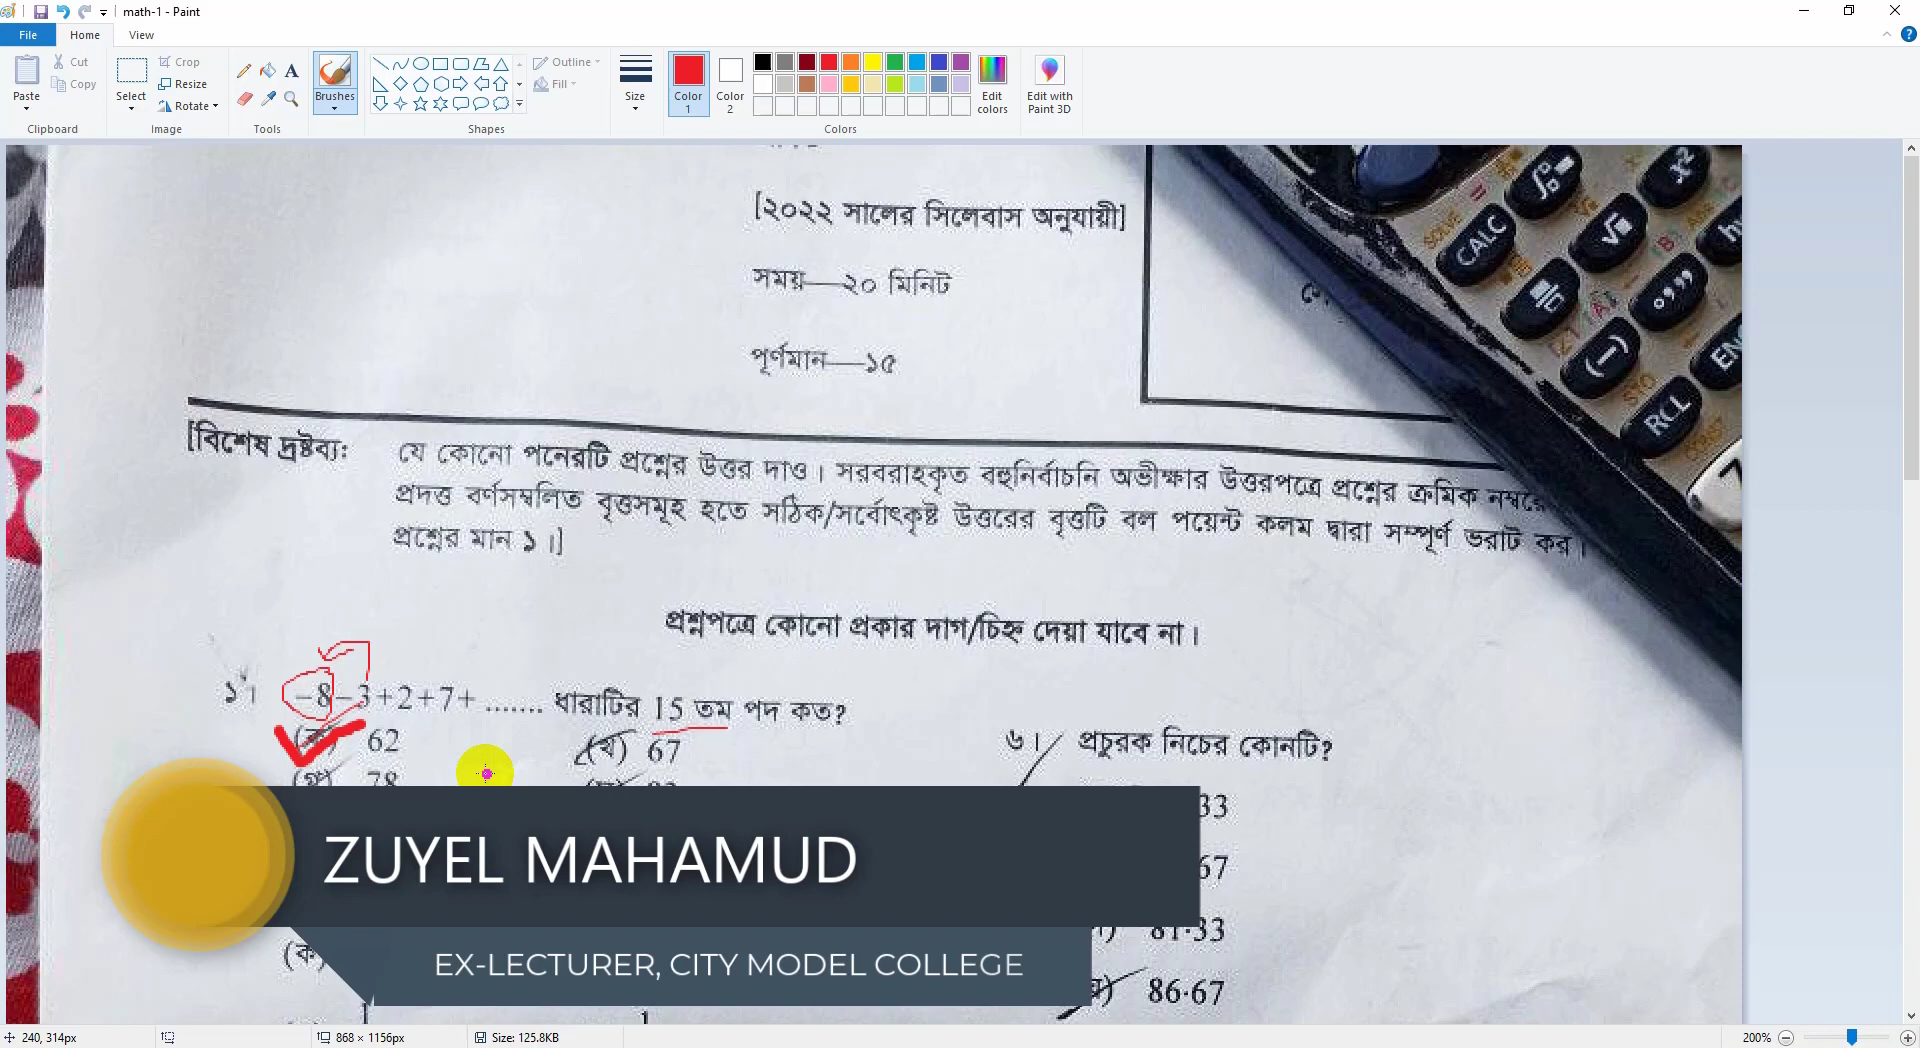 math-1 - Paint
File Home View
Paste Cut Copy Clipboard
Select Crop Resize Rotate Image
Tools
Brushes
Shapes Outline Fill
Size
Color 1 Color 2 Edit colors Colors
Edit with Paint 3D
[২০২২ সালের সিলেবাস অনুযায়ী]
সময়—২০ মিনিট
পূর্ণমান—১৫
CALC
RCL
STO
SOLVE
[বিশেষ দ্রষ্টব্য: যে কোনো পনেরটি প্রশ্নের উত্তর দাও। সরবরাহকৃত বহুনির্বাচনি অভীক্ষার উত্তরপত্রে প্রশ্নের ক্রমিক নম্বরে
প্রদত্ত বর্ণসম্বলিত বৃত্তসমূহ হতে সঠিক/সর্বোৎকৃষ্ট উত্তরের বৃত্তটি বল পয়েন্ট কলম দ্বারা সম্পূর্ণ ভরাট কর।
প্রশ্নের মান ১।]
প্রশ্নপত্রে কোনো প্রকার দাগ/চিহ্ন দেয়া যাবে না।
১। −8−3+2+7+ ....... ধারাটির 15 তম পদ কত?
(ক) 62 (খ) 67
(গ) 78
৬। প্রচুরক নিচের কোনটি?
33
67
81·33
(ঘ) 86·67
(ক)
ZUYEL MAHAMUD
EX-LECTURER, CITY MODEL COLLEGE
240, 314px 868 × 1156px Size: 125.8KB 200%